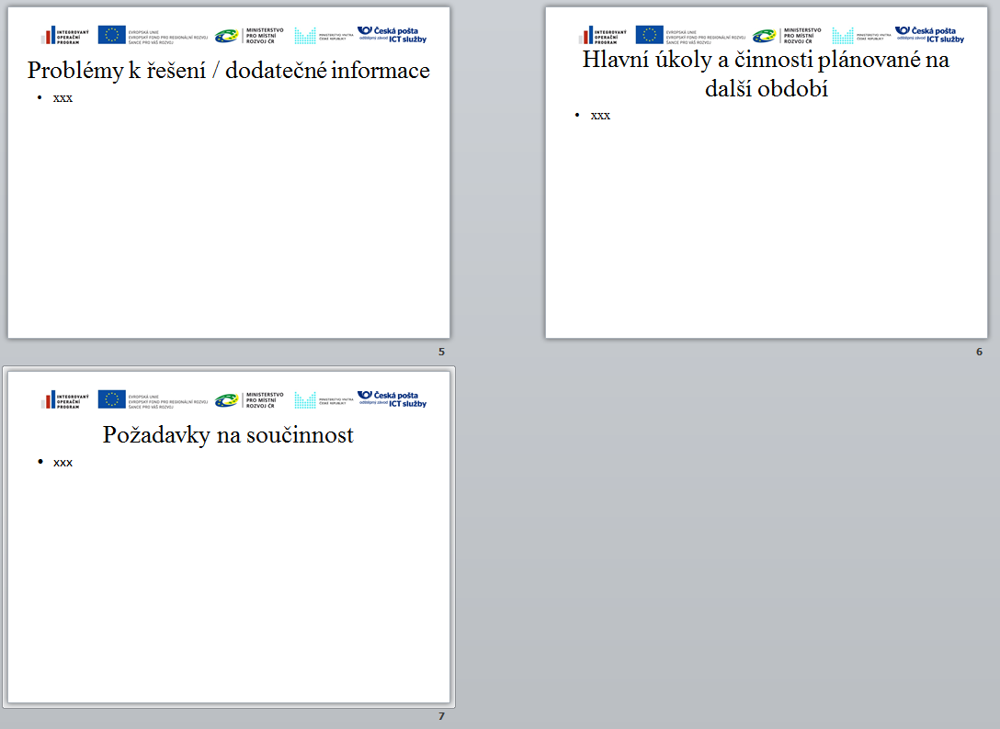 INTEGROVANÝ
OPERAČNÍ
PROGRAM
EVROPSKÁ UNIE
EVROPSKÝ FOND PRO REGIONÁLNÍ ROZVOJ
ŠANCE PRO VÁŠ ROZVOJ
MINISTERSTVO
PRO MÍSTNÍ
ROZVOJ ČR
MINISTERSTVO VNITRA
ČESKÉ REPUBLIKY
Česká pošta
odštěpný závod ICT služby
Problémy k řešení / dodatečné informace
• xxx
5
INTEGROVANÝ
OPERAČNÍ
PROGRAM
EVROPSKÁ UNIE
EVROPSKÝ FOND PRO REGIONÁLNÍ ROZVOJ
ŠANCE PRO VÁŠ ROZVOJ
MINISTERSTVO
PRO MÍSTNÍ
ROZVOJ ČR
MINISTERSTVO VNITRA
ČESKÉ REPUBLIKY
Česká pošta
odštěpný závod ICT služby
Hlavní úkoly a činnosti plánované na
další období
• xxx
6
INTEGROVANÝ
OPERAČNÍ
PROGRAM
EVROPSKÁ UNIE
EVROPSKÝ FOND PRO REGIONÁLNÍ ROZVOJ
ŠANCE PRO VÁŠ ROZVOJ
MINISTERSTVO
PRO MÍSTNÍ
ROZVOJ ČR
MINISTERSTVO VNITRA
ČESKÉ REPUBLIKY
Česká pošta
odštěpný závod ICT služby
Požadavky na součinnost
• xxx
7